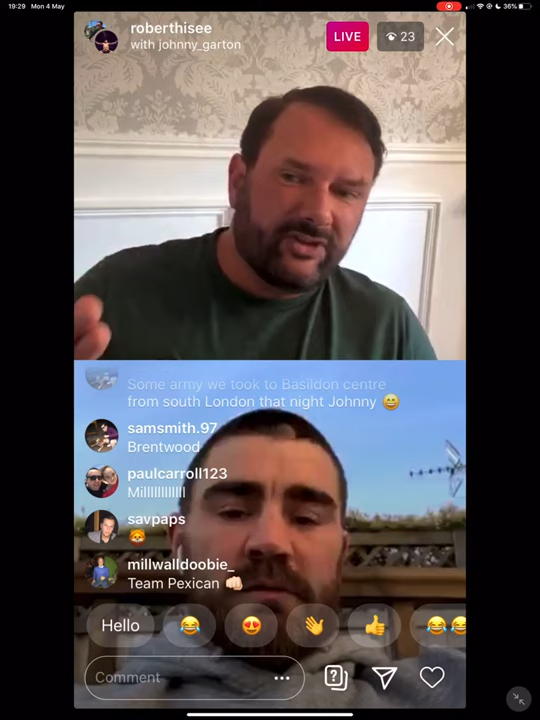 19:29 Mon 4 May
36%
roberthisee
with johnny_garton
LIVE
23
Some army we took to Basildon centre
from south London that night Johnny 😅
samsmith.97
Brentwood
paulcarroll123
Millllllllllll
savpaps
🐯
millwalldoobie_
Team Pexican 👊🏻
Hello 😂 😍 👋 👍 😂😂
Comment